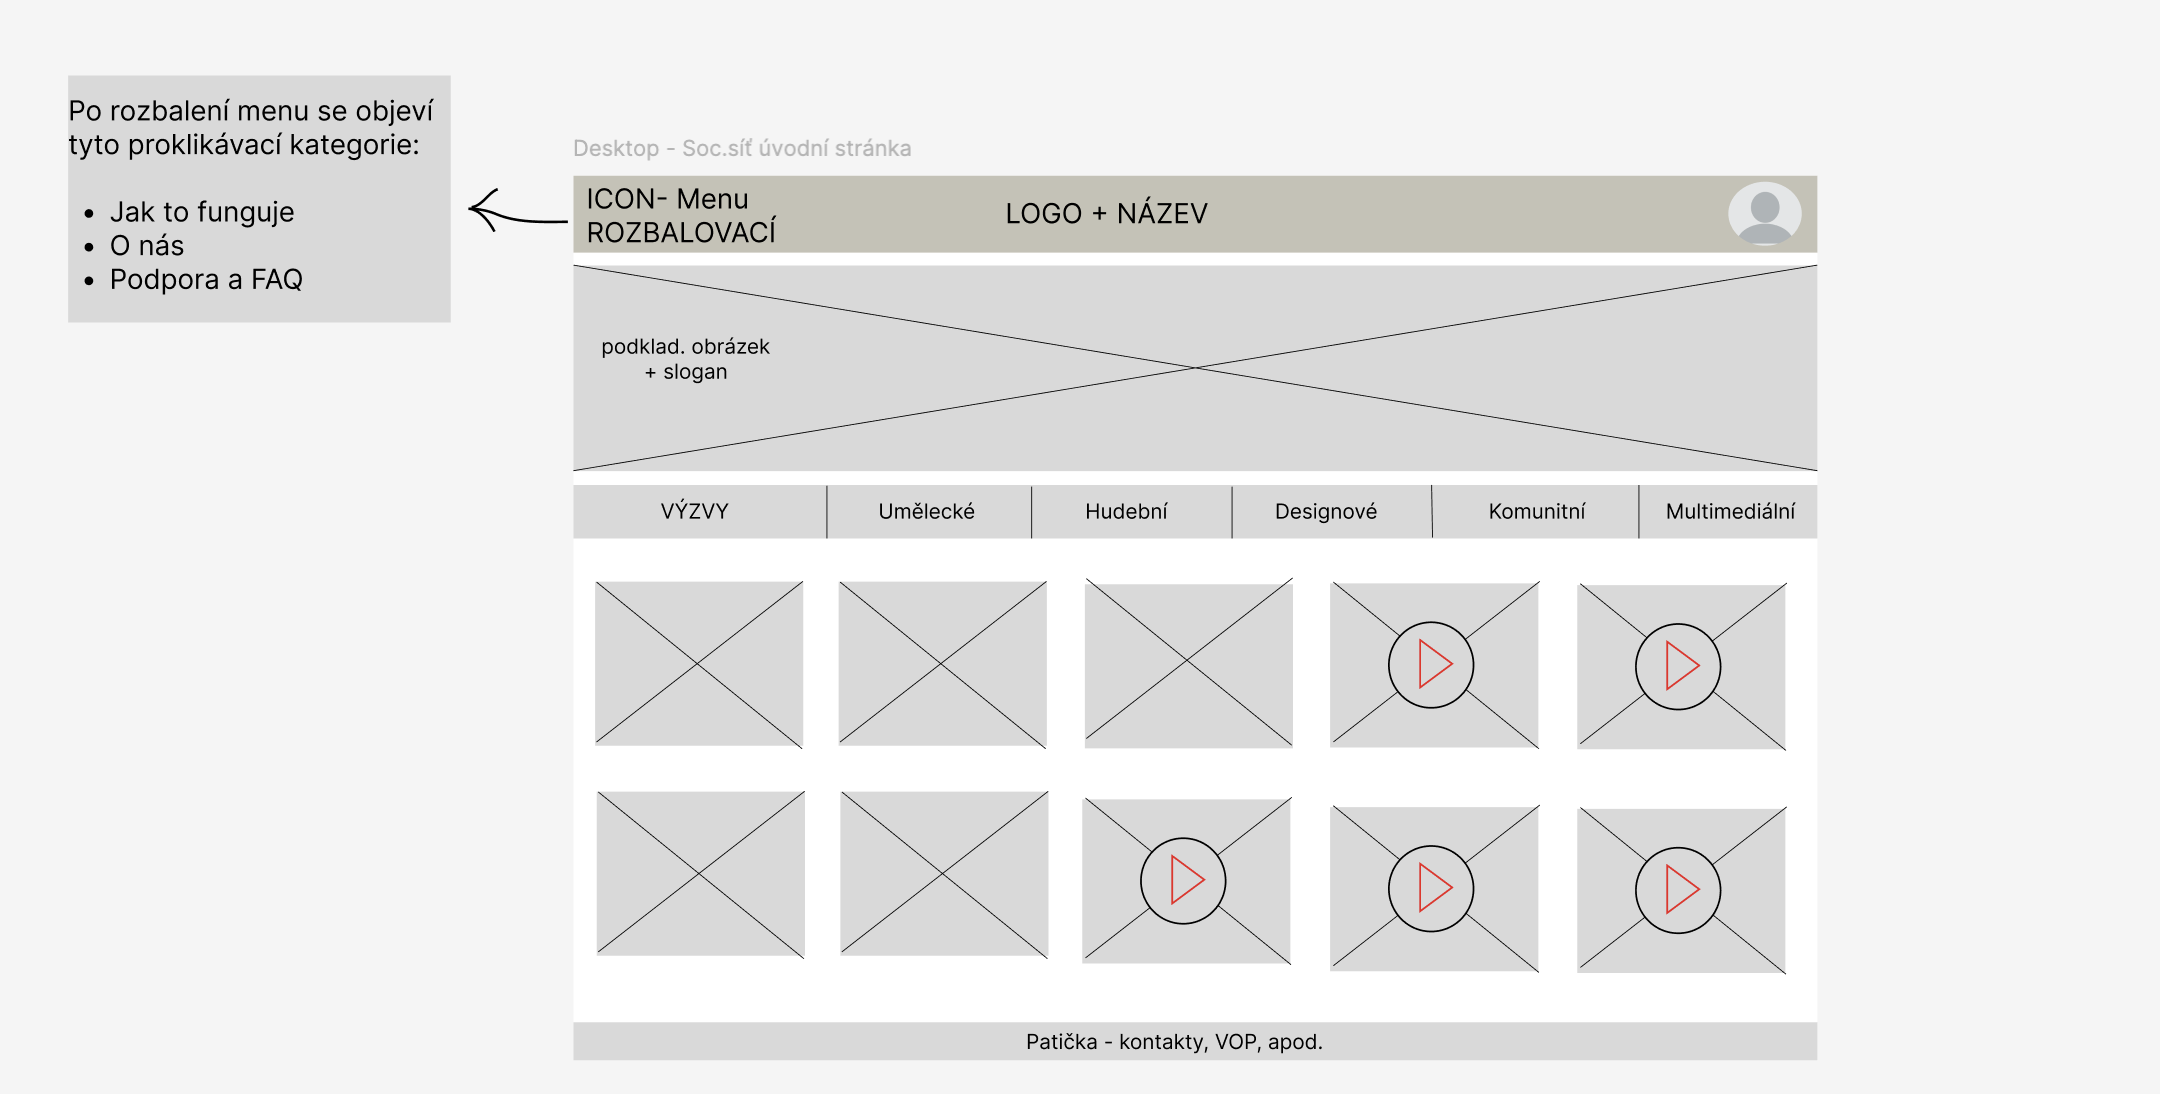 Po rozbalení menu se objeví
tyto proklikávací kategorie:
• Jak to funguje
• O nás
• Podpora a FAQ
Desktop - Soc.síť úvodní stránka
ICON- Menu
ROZBALOVACÍ
LOGO + NÁZEV
podklad. obrázek
+ slogan
VÝZVY
Umělecké
Hudební
Designové
Komunitní
Multimediální
Patička - kontakty, VOP, apod.